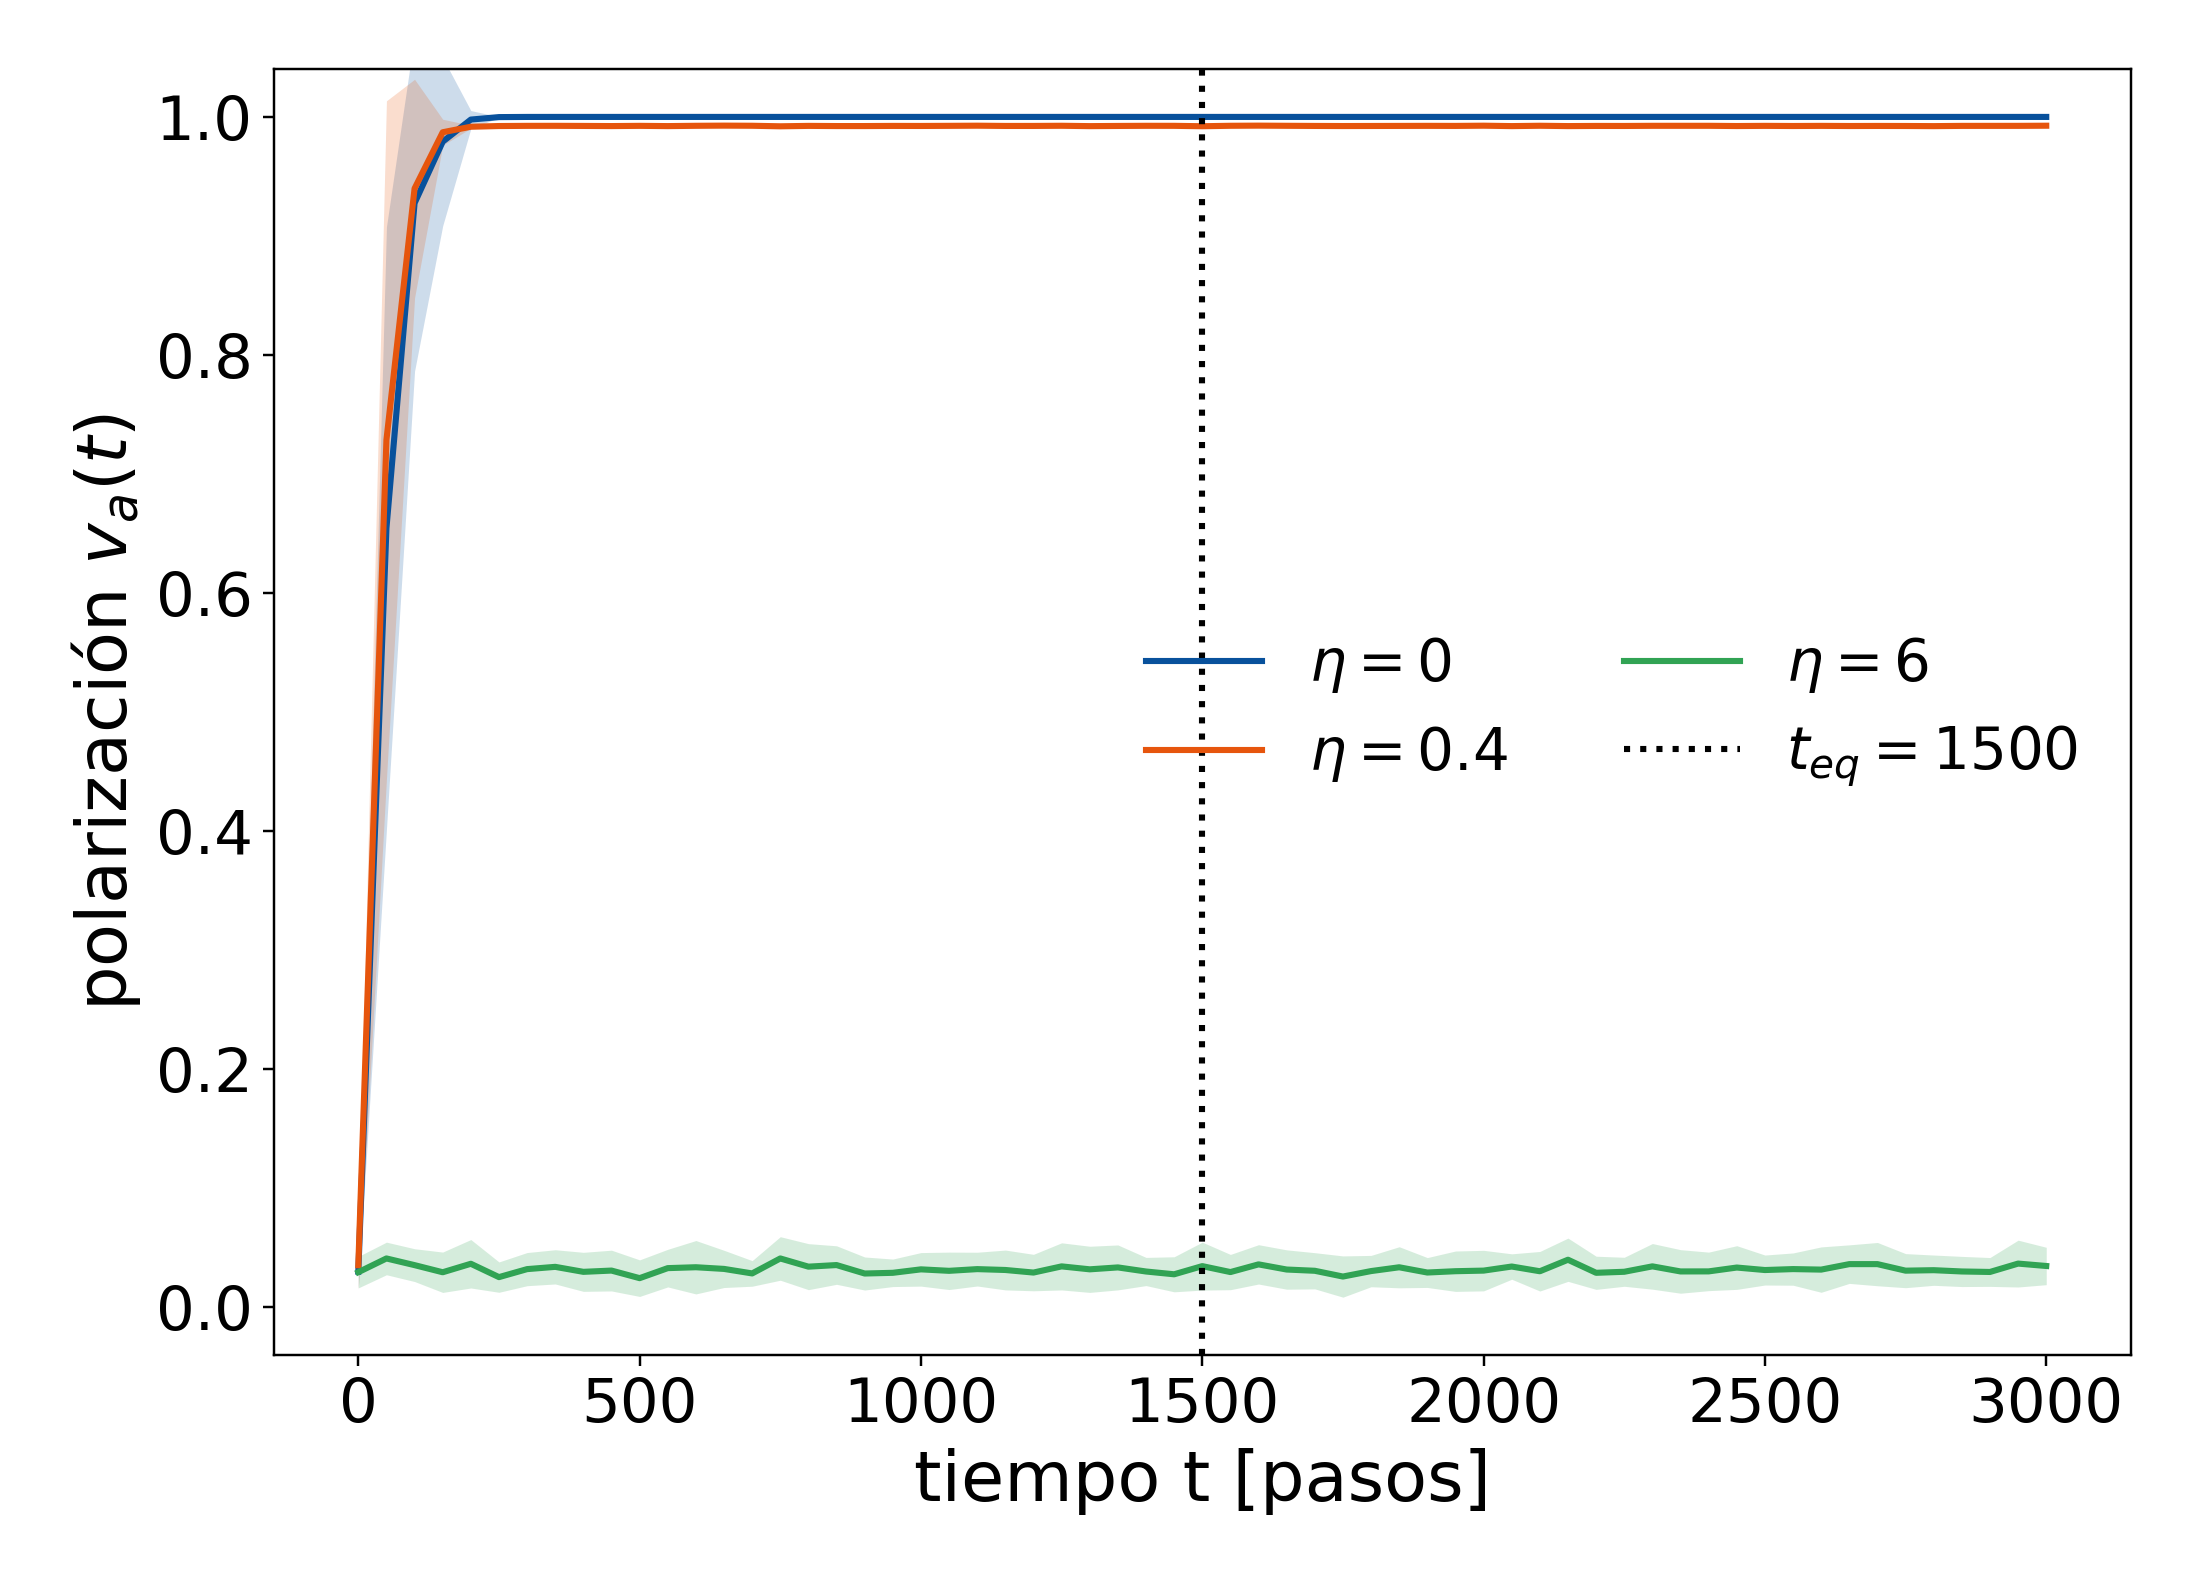 1.0
0.8
0.6
0.4
0.2
0.0
polarización vₐ(t)
η = 0
η = 0.4
η = 6
t_eq = 1500
0 500 1000 1500 2000 2500 3000
tiempo t [pasos]